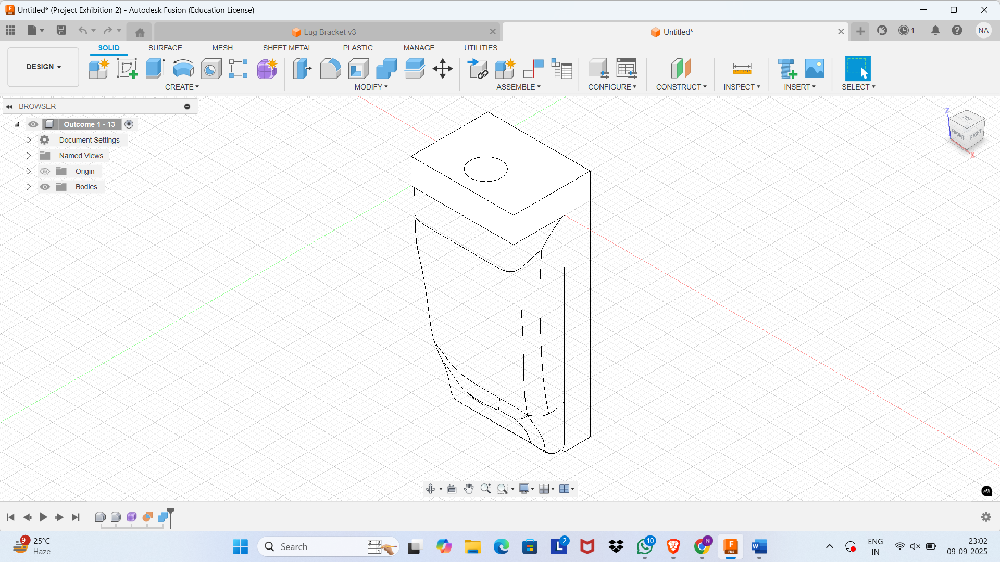 Untitled* (Project Exhibition 2) - Autodesk Fusion (Education License)
Lug Bracket v3
Untitled*
1
NA
DESIGN
SOLID
SURFACE
MESH
SHEET METAL
PLASTIC
MANAGE
UTILITIES
CREATE
MODIFY
ASSEMBLE
CONFIGURE
CONSTRUCT
INSPECT
INSERT
SELECT
BROWSER
Outcome 1 - 13
Document Settings
Named Views
Origin
Bodies
Z
TOP
FRONT
RIGHT
X
9+
25°C
Haze
Search
2
10
N
F
FUS
W
ENG
IN
23:02
09-09-2025